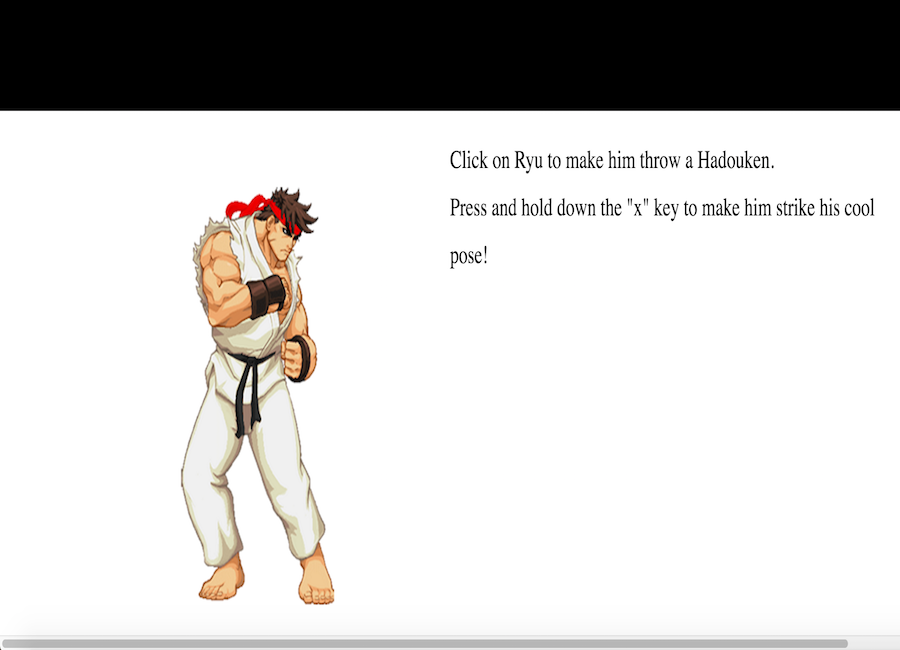 Click on Ryu to make him throw a Hadouken.
Press and hold down the "x" key to make him strike his cool
pose!